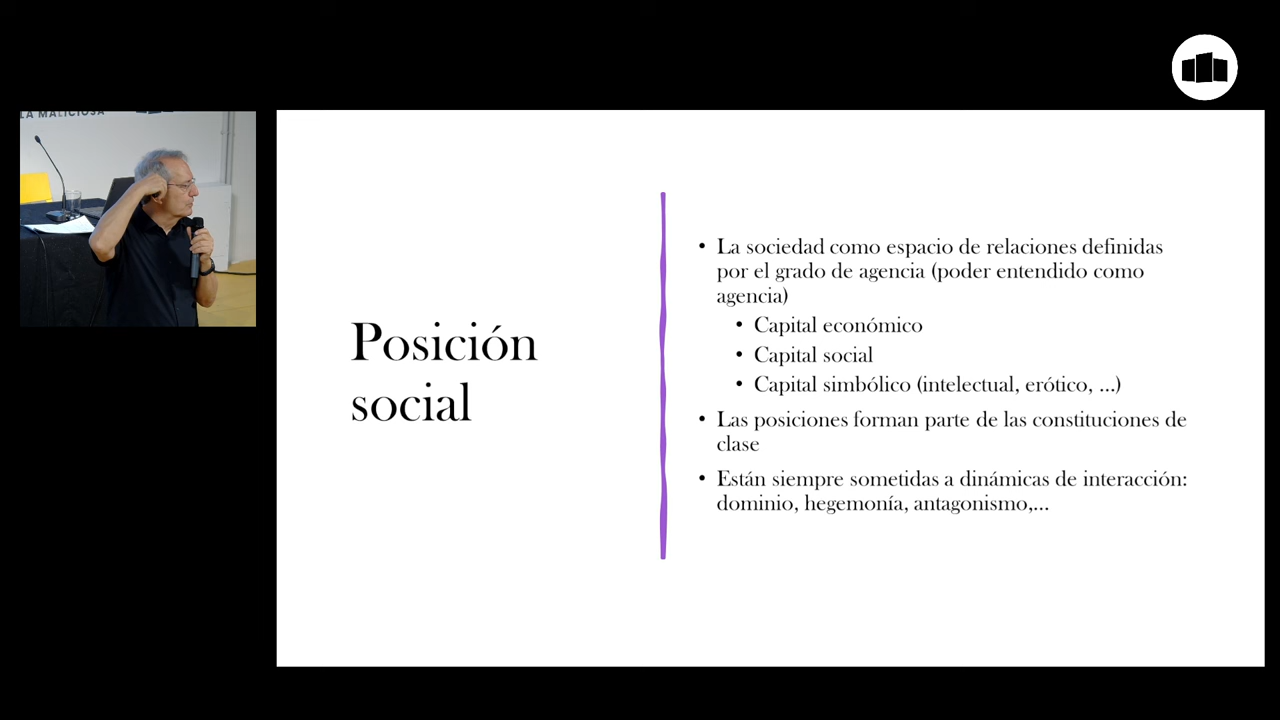 LA MALICIOSA
Posición
social
• La sociedad como espacio de relaciones definidas
por el grado de agencia (poder entendido como
agencia)
• Capital económico
• Capital social
• Capital simbólico (intelectual, erótico, ...)
• Las posiciones forman parte de las constituciones de
clase
• Están siempre sometidas a dinámicas de interacción:
dominio, hegemonía, antagonismo,...